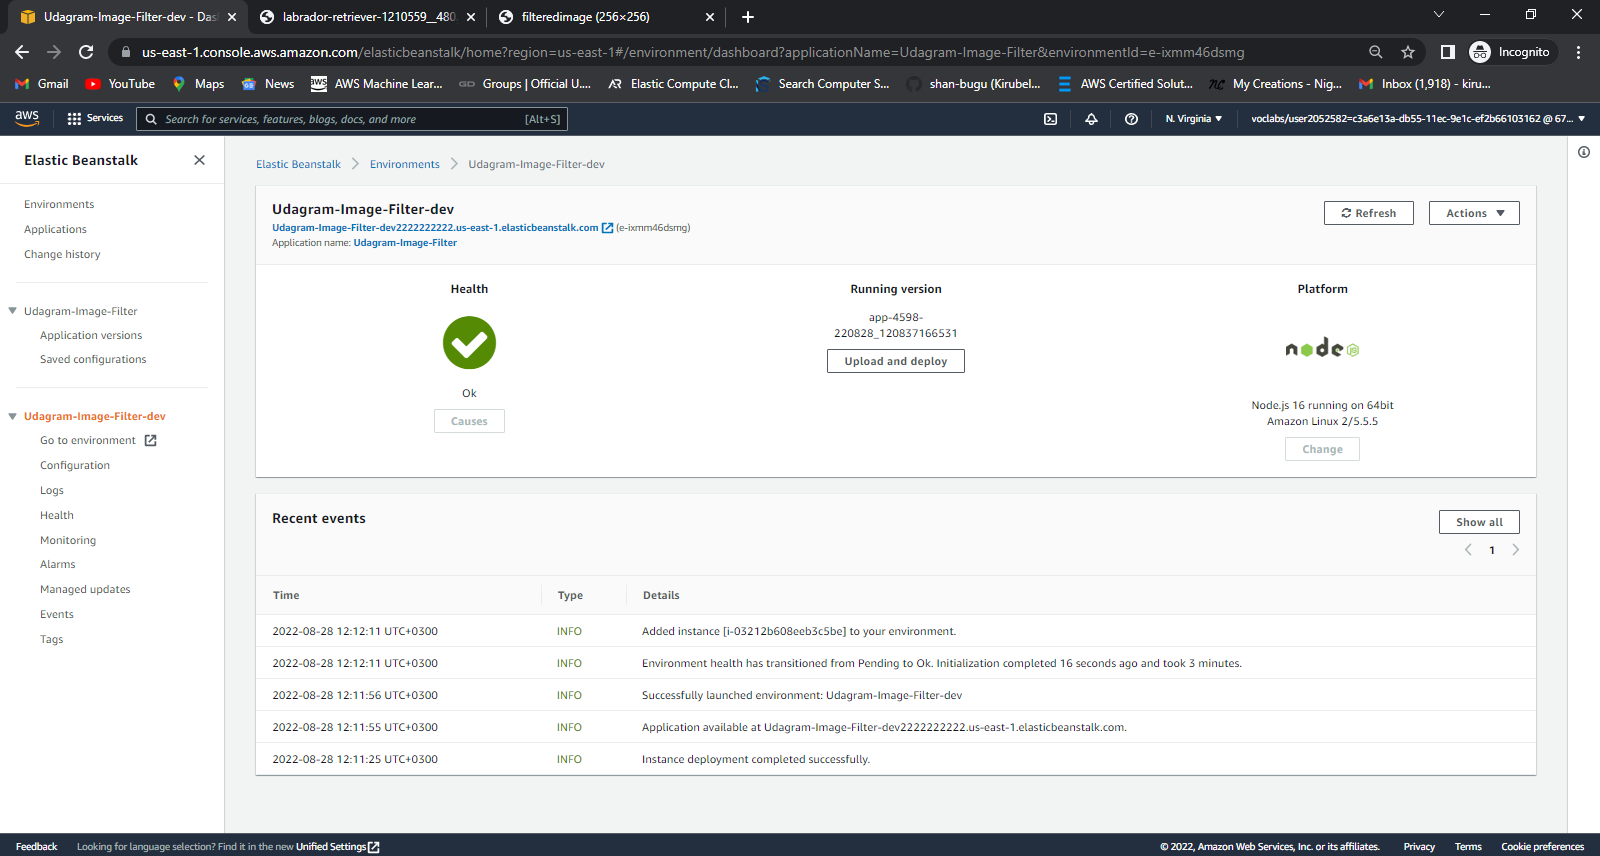 Udagram-Image-Filter-dev - Das
labrador-retriever-1210559__480.
filteredimage (256×256)
us-east-1.console.aws.amazon.com/elasticbeanstalk/home?region=us-east-1#/environment/dashboard?applicationName=Udagram-Image-Filter&environmentId=e-ixmm46dsmg
Incognito
Gmail
YouTube
Maps
News
AWS Machine Lear...
Groups | Official U...
Elastic Compute Cl...
Search Computer S...
shan-bugu (Kirubel...
AWS Certified Solut...
My Creations - Nig...
Inbox (1,918) - kiru...
aws
Services
Search for services, features, blogs, docs, and more
[Alt+S]
N. Virginia
voclabs/user2052582=c3a6e13a-db55-11ec-9e1c-ef2b66103162 @ 67...
Elastic Beanstalk
Environments
Applications
Change history
Udagram-Image-Filter
Application versions
Saved configurations
Udagram-Image-Filter-dev
Go to environment
Configuration
Logs
Health
Monitoring
Alarms
Managed updates
Events
Tags
Elastic Beanstalk > Environments > Udagram-Image-Filter-dev
Udagram-Image-Filter-dev
Udagram-Image-Filter-dev2222222222.us-east-1.elasticbeanstalk.com (e-ixmm46dsmg)
Application name: Udagram-Image-Filter
Refresh
Actions
Health
Ok
Causes
Running version
app-4598-
220828_120837166531
Upload and deploy
Platform
node JS
Node.js 16 running on 64bit
Amazon Linux 2/5.5.5
Change
Recent events
Show all
1
Time Type Details
2022-08-28 12:12:11 UTC+0300 INFO Added instance [i-03212b608eeb3c5be] to your environment.
2022-08-28 12:12:11 UTC+0300 INFO Environment health has transitioned from Pending to Ok. Initialization completed 16 seconds ago and took 3 minutes.
2022-08-28 12:11:56 UTC+0300 INFO Successfully launched environment: Udagram-Image-Filter-dev
2022-08-28 12:11:55 UTC+0300 INFO Application available at Udagram-Image-Filter-dev2222222222.us-east-1.elasticbeanstalk.com.
2022-08-28 12:11:25 UTC+0300 INFO Instance deployment completed successfully.
Feedback
Looking for language selection? Find it in the new Unified Settings
© 2022, Amazon Web Services, Inc. or its affiliates.
Privacy
Terms
Cookie preferences